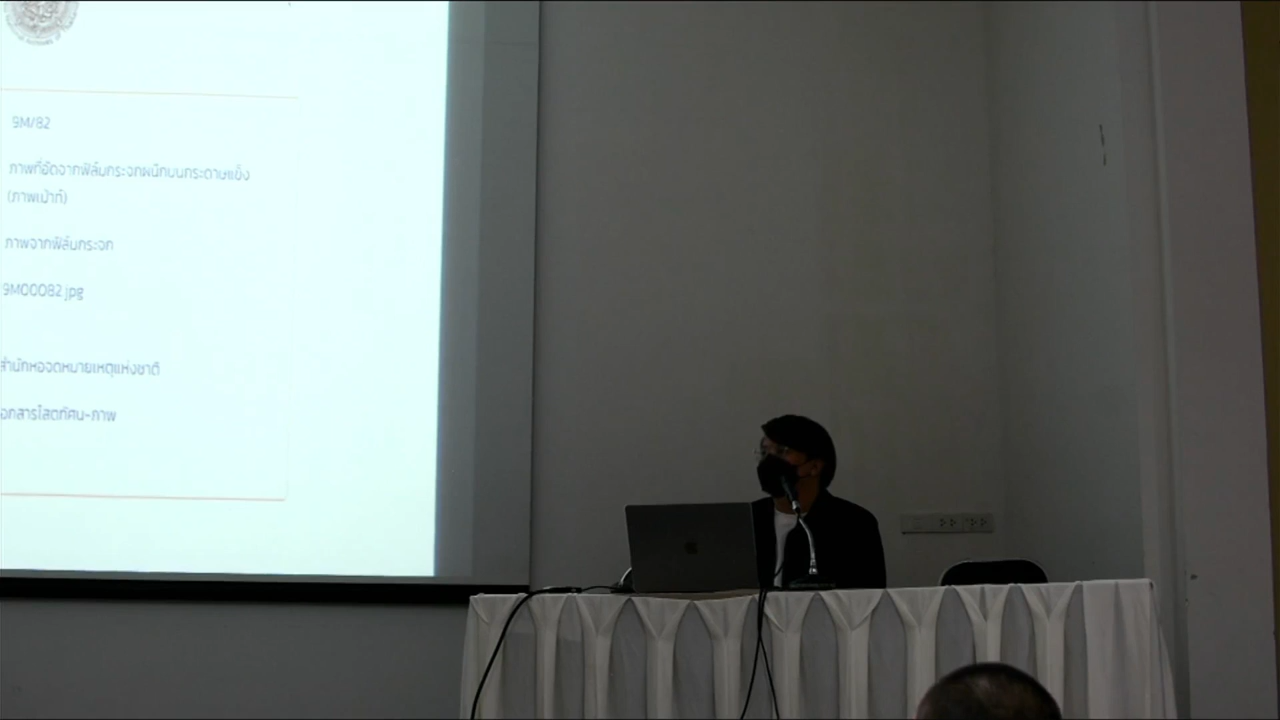 9M/82
ภาพที่อัดจากฟิล์มกระจกผนึกบนกระดาษแข็ง
(ภาพเม้าท์)
ภาพจากฟิล์มกระจก
9M00082.jpg
สำนักหอจดหมายเหตุแห่งชาติ
อกสารโสตทัศน-ภาพ